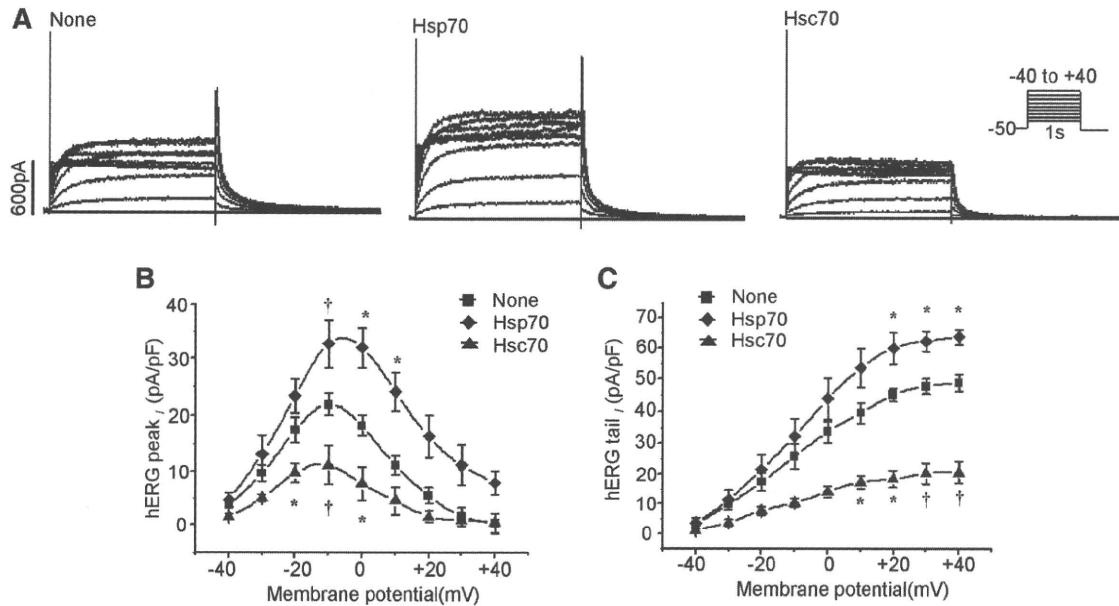 A
None
Hsp70
Hsc70
-40 to +40
-50
1s
600pA
B
None
Hsp70
Hsc70
†
*
*
40
30
20
10
0
hERG peak I (pA/pF)
*
†
*
-40
-20
0
+20
+40
Membrane potential(mV)
C
None
Hsp70
Hsc70
*
*
*
70
60
50
40
30
20
10
0
hERG tail I (pA/pF)
*
*
†
†
-40
-20
0
+20
+40
Membrane potential(mV)